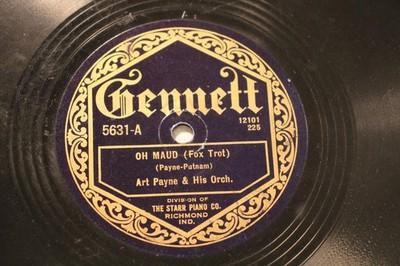 Gennett
5631-A
12101
225
OH MAUD (Fox Trot)
(Payne-Putnam)
Art Payne & His Orch.
DIVISION OF
THE STARR PIANO CO.
RICHMOND
IND.